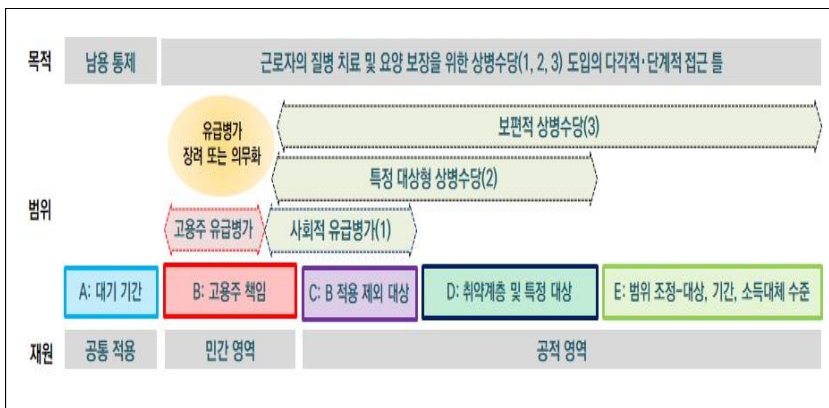 목적
남용 통제
근로자의 질병 치료 및 요양 보장을 위한 상병수당(1, 2, 3) 도입의 다각적·단계적 접근 틀
유급병가
장려 또는 의무화
보편적 상병수당(3)
특정 대상형 상병수당(2)
범위
고용주 유급병가
사회적 유급병가(1)
A: 대기 기간
B: 고용주 책임
C: B 적용 제외 대상
D: 취약계층 및 특정 대상
E: 범위 조정-대상, 기간, 소득대체 수준
재원
공통 적용
민간 영역
공적 영역